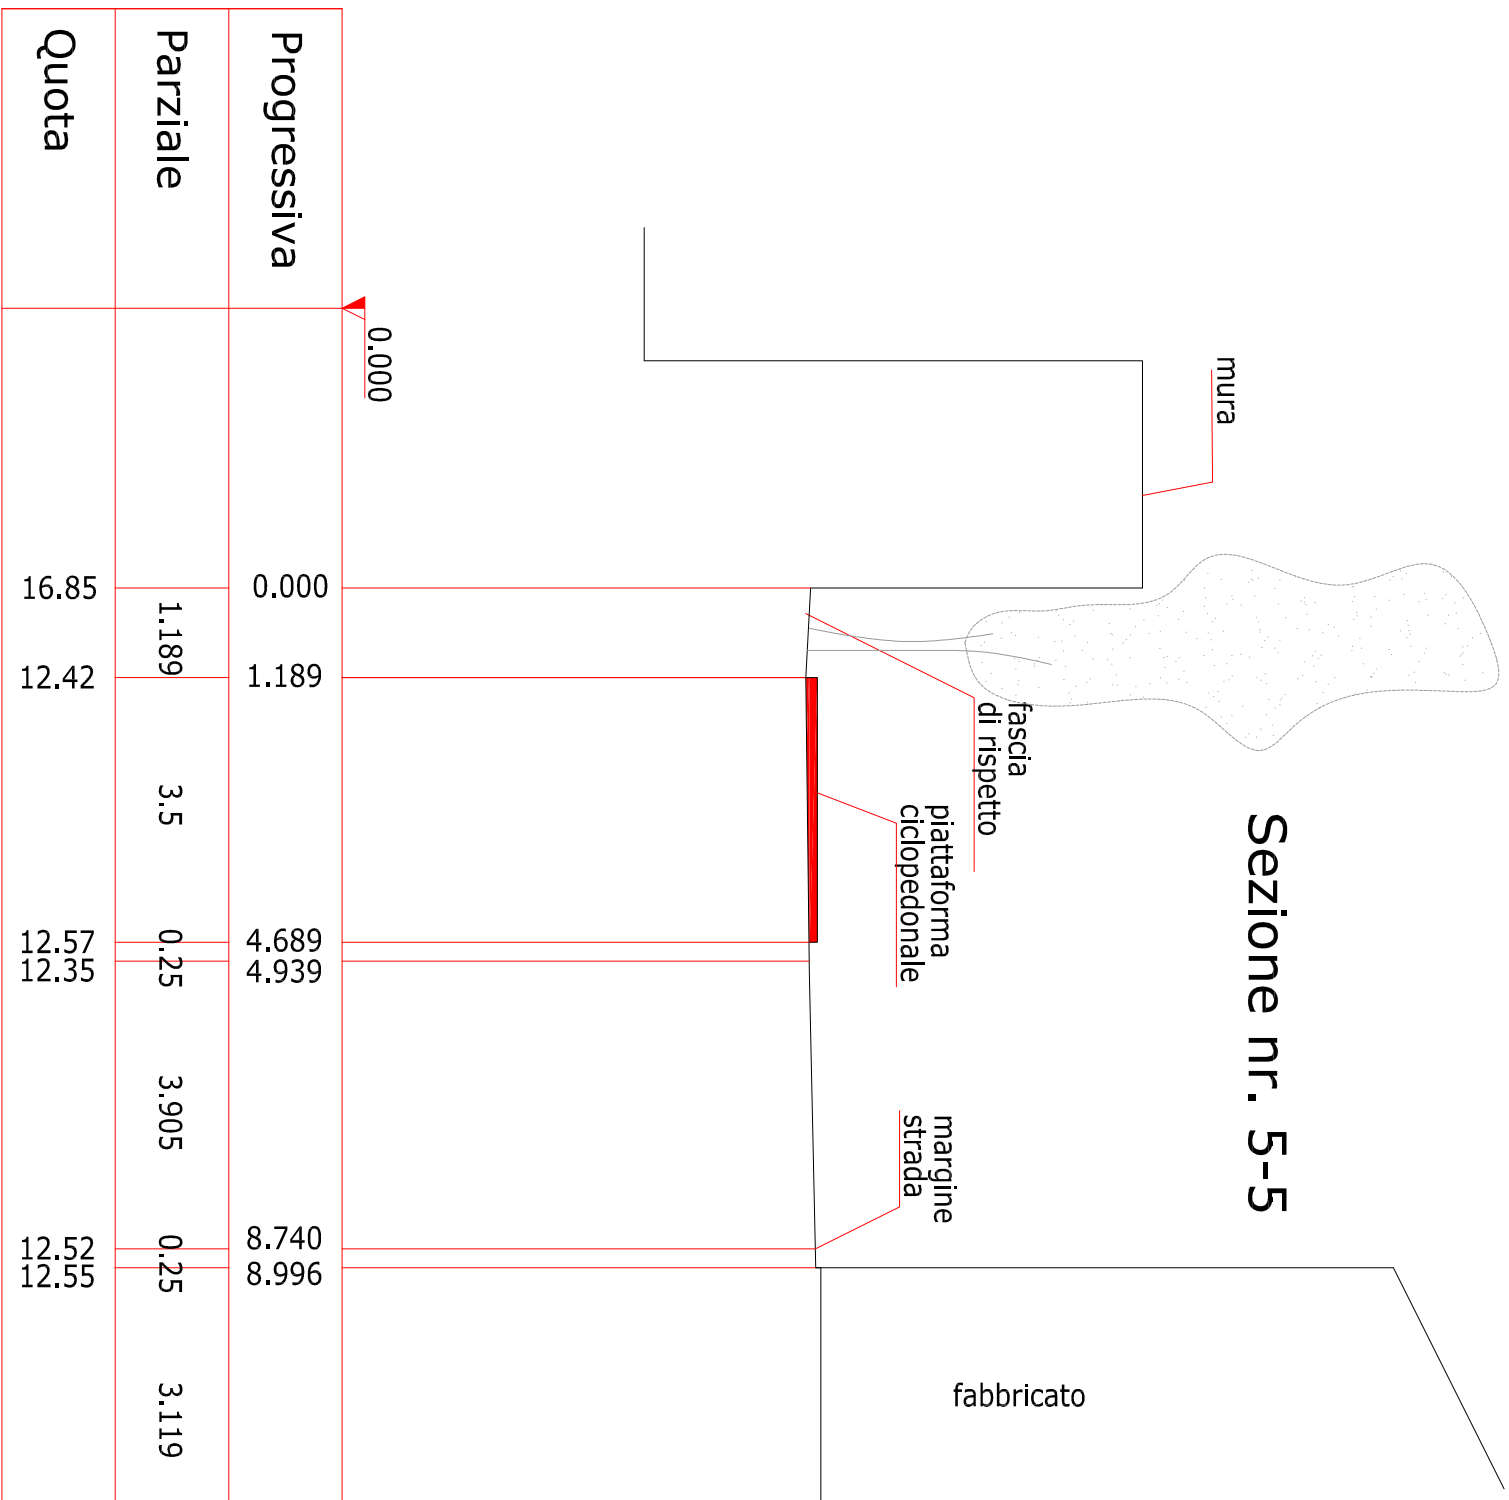 Sezione nr. 5-5
mura
fascia
di rispetto
piattaforma
ciclopedonale
margine
strada
fabbricato
0.000
Progressiva
0.000
1.189
4.689
4.939
8.740
8.996
Parziale
1.189
3.5
0.25
3.905
0.25
3.119
Quota
16.85
12.42
12.57
12.35
12.52
12.55